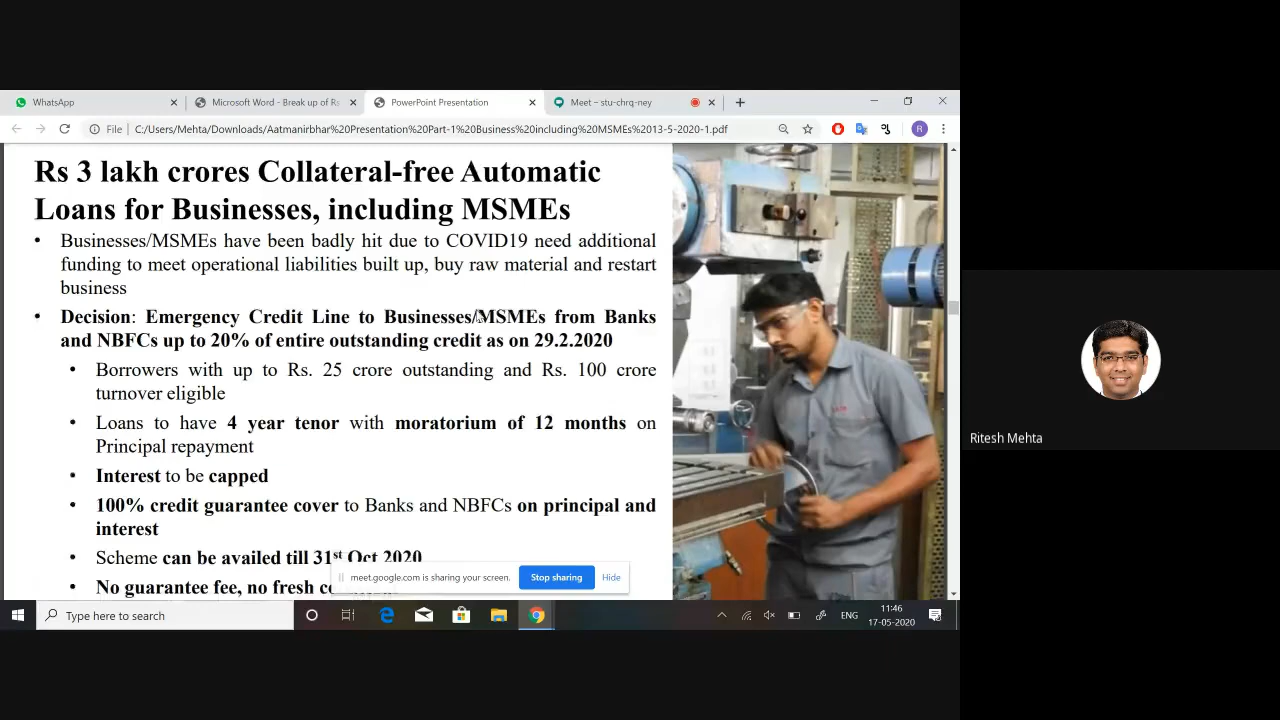 WhatsApp
Microsoft Word - Break up of Rs
PowerPoint Presentation
Meet – stu-chrq-ney
File
C:/Users/Mehta/Downloads/Aatmanirbhar%20Presentation%20Part-1%20Business%20including%20MSMEs%2013-5-2020-1.pdf
R
Rs 3 lakh crores Collateral-free Automatic
Loans for Businesses, including MSMEs
• Businesses/MSMEs have been badly hit due to COVID19 need additional
funding to meet operational liabilities built up, buy raw material and restart
business
• Decision: Emergency Credit Line to Businesses/MSMEs from Banks
and NBFCs up to 20% of entire outstanding credit as on 29.2.2020
• Borrowers with up to Rs. 25 crore outstanding and Rs. 100 crore
turnover eligible
• Loans to have 4 year tenor with moratorium of 12 months on
Principal repayment
• Interest to be capped
• 100% credit guarantee cover to Banks and NBFCs on principal and
interest
• Scheme can be availed till 31st Oct 2020
• No guarantee fee, no fresh
meet.google.com is sharing your screen.
Stop sharing
Hide
Type here to search
ENG
11:46
17-05-2020
Ritesh Mehta